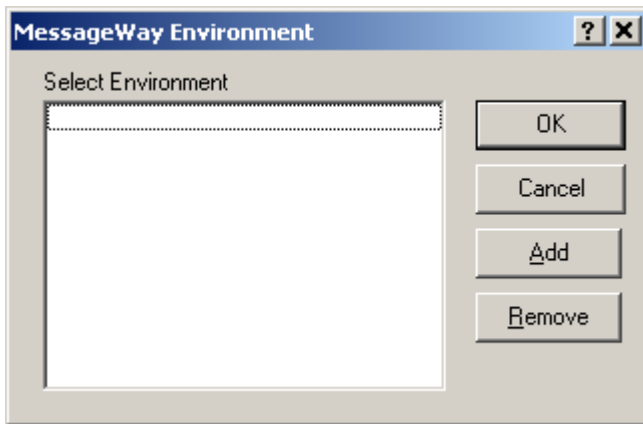 MessageWay Environment
Select Environment
OK
Cancel
Add
Remove